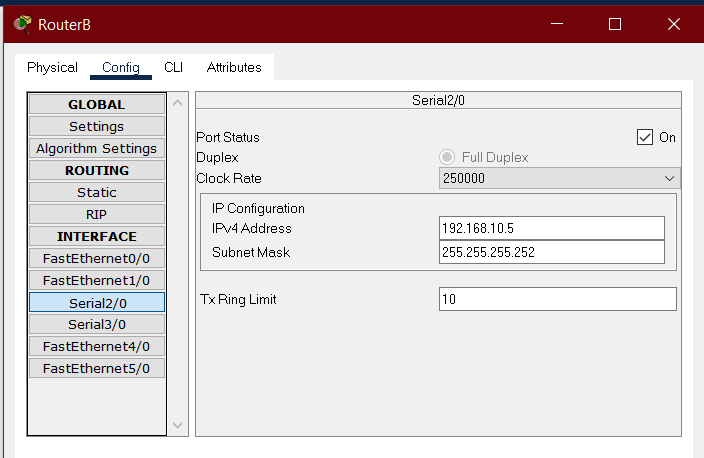 RouterB
Physical Config CLI Attributes
GLOBAL
Settings
Algorithm Settings
ROUTING
Static
RIP
INTERFACE
FastEthernet0/0
FastEthernet1/0
Serial2/0
Serial3/0
FastEthernet4/0
FastEthernet5/0
Serial2/0
Port Status On
Duplex Full Duplex
Clock Rate 250000
IP Configuration
IPv4 Address 192.168.10.5
Subnet Mask 255.255.255.252
Tx Ring Limit 10